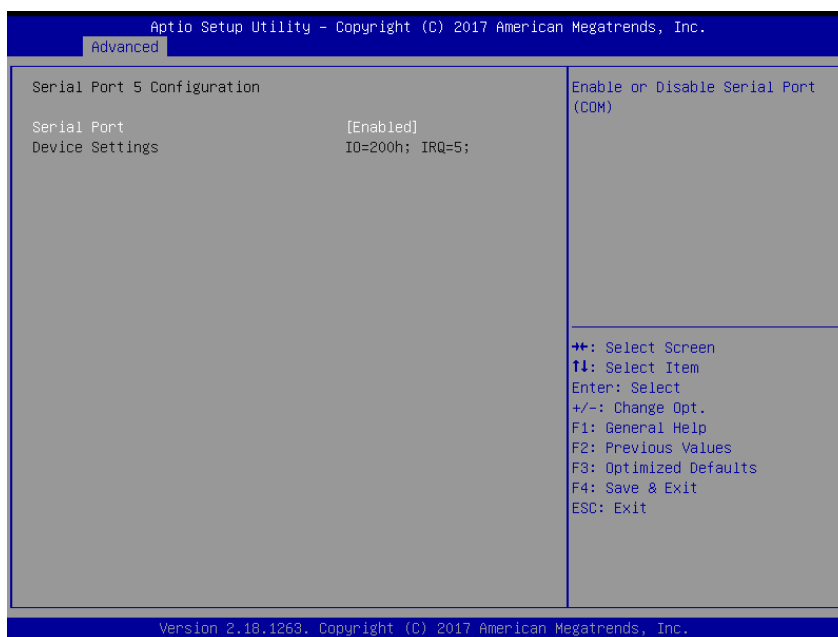 Aptio Setup Utility – Copyright (C) 2017 American Megatrends, Inc.
Advanced
Serial Port 5 Configuration
Serial Port [Enabled]
Device Settings IO=200h; IRQ=5;
Enable or Disable Serial Port
(COM)
→←: Select Screen
↑↓: Select Item
Enter: Select
+/-: Change Opt.
F1: General Help
F2: Previous Values
F3: Optimized Defaults
F4: Save & Exit
ESC: Exit
Version 2.18.1263. Copyright (C) 2017 American Megatrends, Inc.